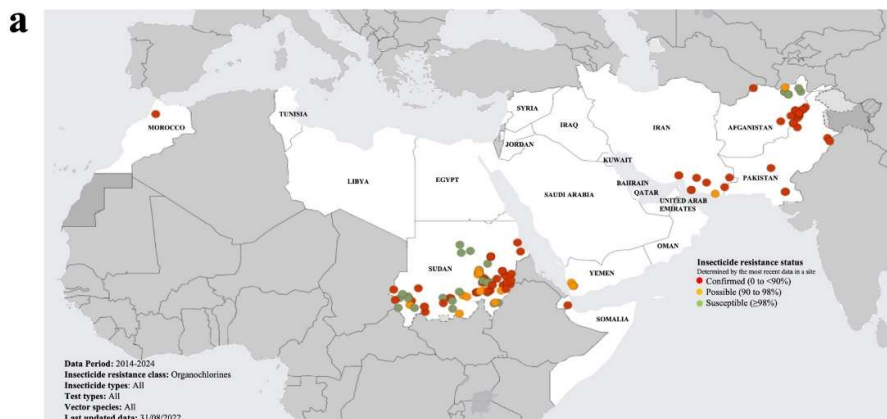 a
TUNISIA
MOROCCO
SYRIA
IRAQ
IRAN
AFGHANISTAN
JORDAN
KUWAIT
PAKISTAN
LIBYA
EGYPT
BAHRAIN
QATAR
SAUDI ARABIA
UNITED ARAB
EMIRATES
OMAN
SUDAN
YEMEN
SOMALIA
Insecticide resistance status
Determined by the most recent data in a site
Confirmed (0 to <90%)
Possible (90 to 98%)
Susceptible (≥98%)
Data Period: 2014-2024
Insecticide resistance class: Organochlorines
Insecticide types: All
Test types: All
Vector species: All
Last updated data: 31/08/2022